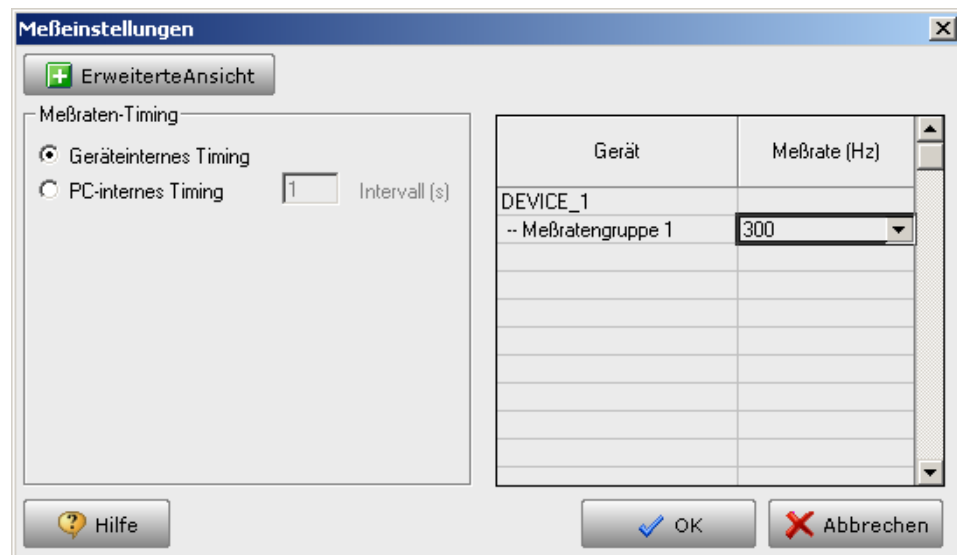 Meßeinstellungen
ErweiterteAnsicht
Meßraten-Timing
Geräteinternes Timing
PC-internes Timing 1 Intervall (s)
Gerät Meßrate (Hz)
DEVICE_1
-- Meßratengruppe 1 300
Hilfe OK Abbrechen